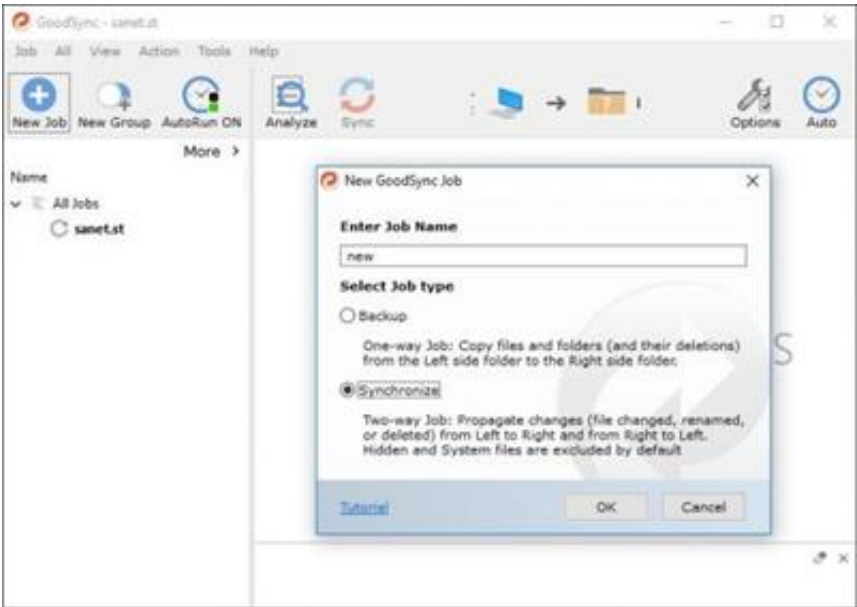 GoodSync - sanet.st
Job All View Action Tools Help
New Job New Group AutoRun ON Analyze Sync Options Auto
More >
Name
All Jobs
sanet.st
New GoodSync Job
Enter Job Name
new
Select Job type
Backup
One-way Job: Copy files and folders (and their deletions)
from the Left side folder to the Right side folder.
Synchronize
Two-way Job: Propagate changes (file changed, renamed,
or deleted) from Left to Right and from Right to Left.
Hidden and System files are excluded by default
Tutorial OK Cancel
S